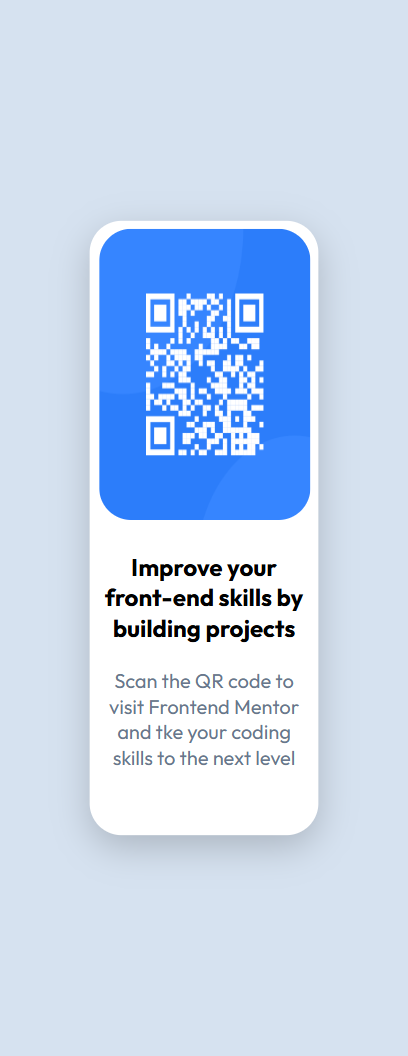 Improve your
front-end skills by
building projects
Scan the QR code to
visit Frontend Mentor
and tke your coding
skills to the next level